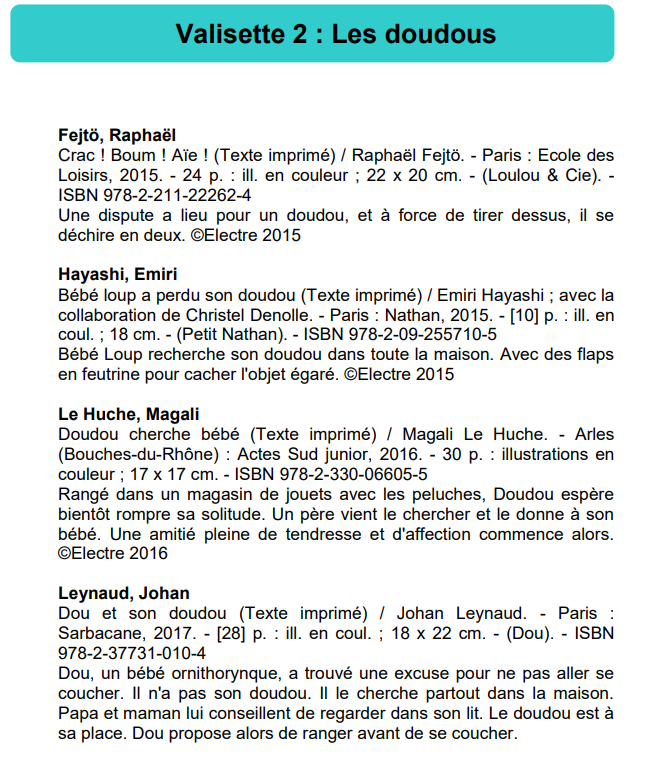 Valisette 2 : Les doudous
Fejtö, Raphaël
Crac ! Boum ! Aïe ! (Texte imprimé) / Raphaël Fejtö. - Paris : Ecole des
Loisirs, 2015. - 24 p. : ill. en couleur ; 22 x 20 cm. - (Loulou & Cie). -
ISBN 978-2-211-22262-4
Une dispute a lieu pour un doudou, et à force de tirer dessus, il se
déchire en deux. ©Electre 2015
Hayashi, Emiri
Bébé loup a perdu son doudou (Texte imprimé) / Emiri Hayashi ; avec la
collaboration de Christel Denolle. - Paris : Nathan, 2015. - [10] p. : ill. en
coul. ; 18 cm. - (Petit Nathan). - ISBN 978-2-09-255710-5
Bébé Loup recherche son doudou dans toute la maison. Avec des flaps
en feutrine pour cacher l'objet égaré. ©Electre 2015
Le Huche, Magali
Doudou cherche bébé (Texte imprimé) / Magali Le Huche. - Arles
(Bouches-du-Rhône) : Actes Sud junior, 2016. - 30 p. : illustrations en
couleur ; 17 x 17 cm. - ISBN 978-2-330-06605-5
Rangé dans un magasin de jouets avec les peluches, Doudou espère
bientôt rompre sa solitude. Un père vient le chercher et le donne à son
bébé. Une amitié pleine de tendresse et d'affection commence alors.
©Electre 2016
Leynaud, Johan
Dou et son doudou (Texte imprimé) / Johan Leynaud. - Paris :
Sarbacane, 2017. - [28] p. : ill. en coul. ; 18 x 22 cm. - (Dou). - ISBN
978-2-37731-010-4
Dou, un bébé ornithorynque, a trouvé une excuse pour ne pas aller se
coucher. Il n'a pas son doudou. Il le cherche partout dans la maison.
Papa et maman lui conseillent de regarder dans son lit. Le doudou est à
sa place. Dou propose alors de ranger avant de se coucher.